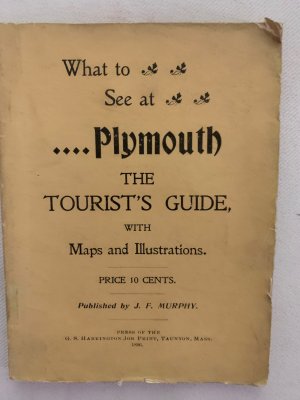 What to
See at
....Plymouth
THE
TOURIST'S GUIDE,
WITH
Maps and Illustrations.
PRICE 10 CENTS.
Published by J. F. MURPHY.
PRESS OF THE
O. S. HARRINGTON JOB PRINT, TAUNTON, MASS.
1896.